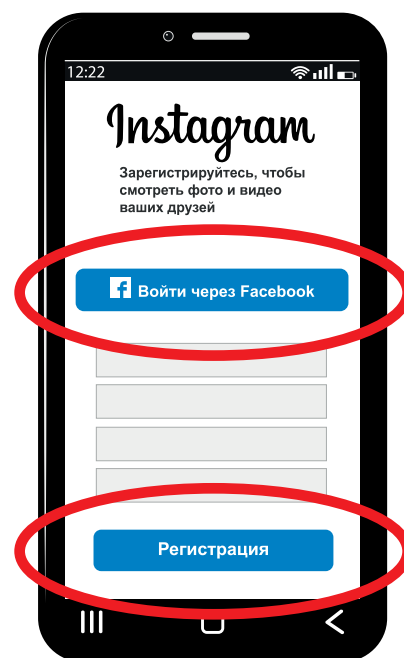 12:22
Instagram
Зарегистрируйтесь, чтобы
смотреть фото и видео
ваших друзей
f Войти через Facebook
Регистрация